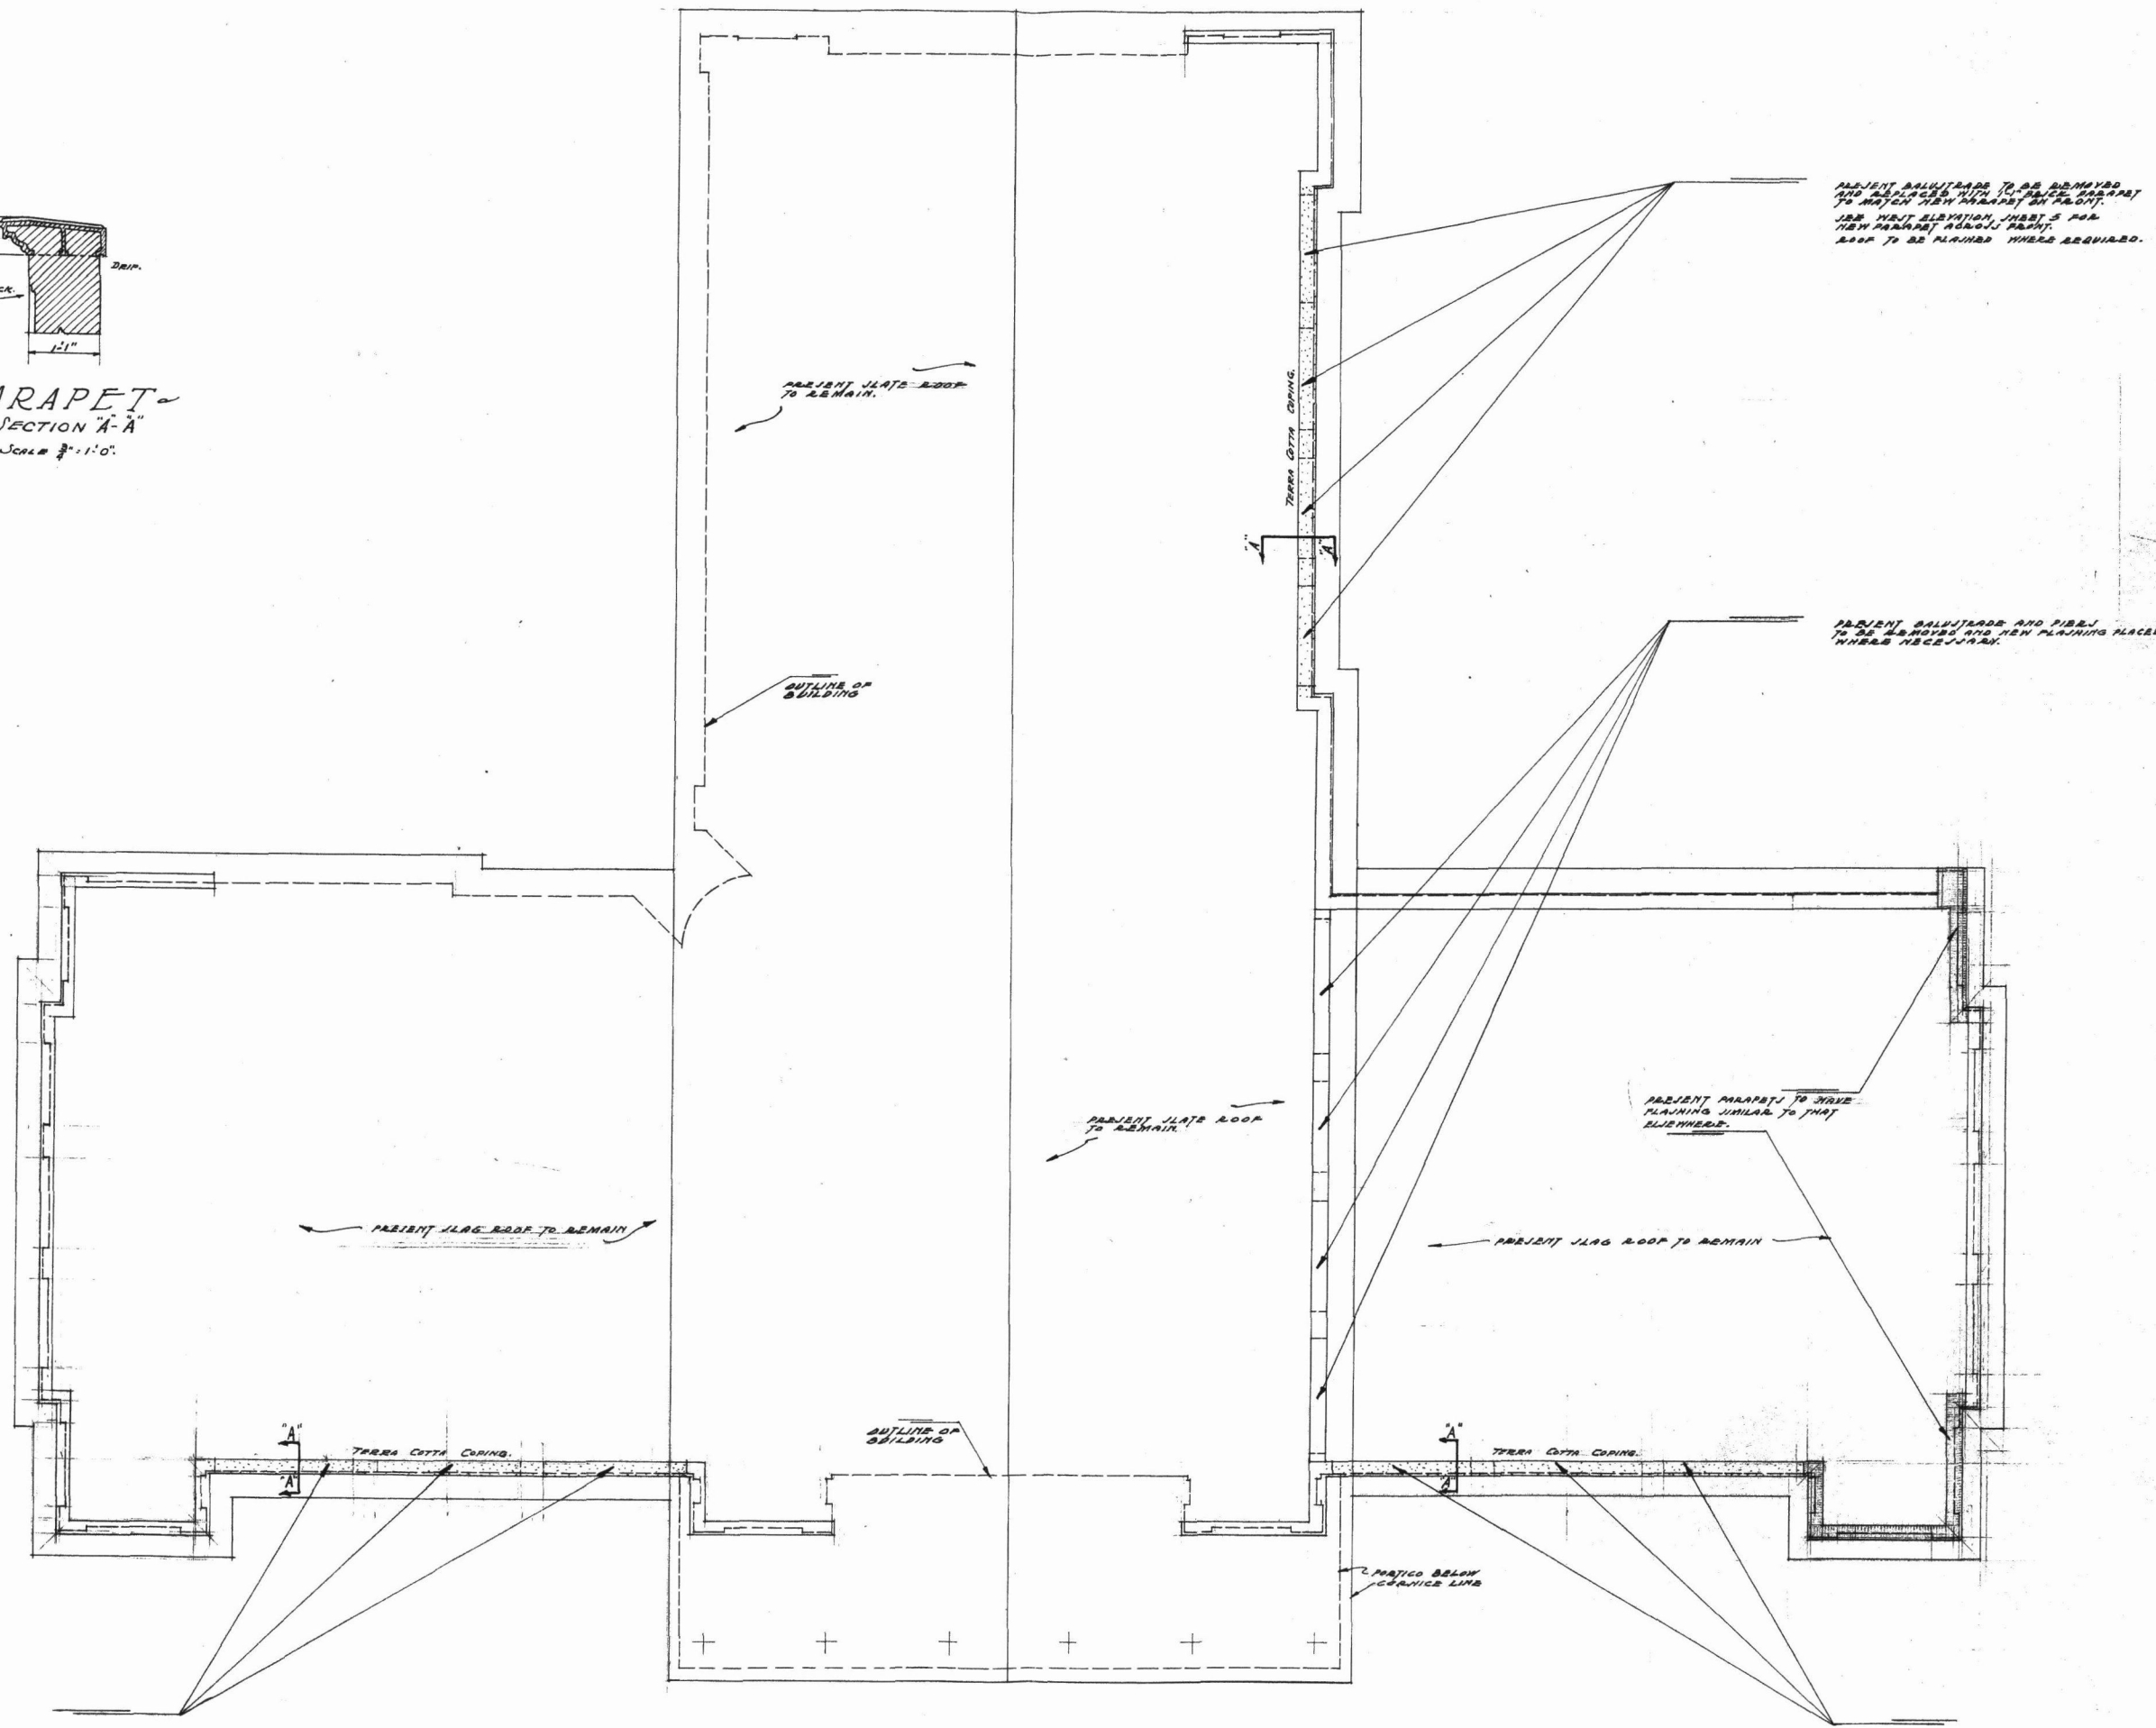 DRIP.
1'-1"
ARAPET
SECTION "A-A"
SCALE 3/4" = 1'-0".
PRESENT SLATE ROOF
TO REMAIN.
OUTLINE OF
BUILDING
TERRA COTTA COPING.
"A"
"A"
PRESENT BALUSTRADE TO BE REMOVED
AND REPLACED WITH 1'-1" BRICK PARAPET
TO MATCH NEW PARAPET ON FRONT.
SEE WEST ELEVATION, SHEET 5 FOR
NEW PARAPET ACROSS FRONT.
ROOF TO BE FLASHED WHERE REQUIRED.
PRESENT BALUSTRADE AND PIERS
TO BE REMOVED AND NEW FLASHING PLACED
WHERE NECESSARY.
PRESENT PARAPETS TO HAVE
FLASHING SIMILAR TO THAT
ELSEWHERE.
PRESENT SLATE ROOF
TO REMAIN.
PRESENT SLAG ROOF TO REMAIN
PRESENT SLAG ROOF TO REMAIN
OUTLINE OF
BUILDING
"A"
"A"
TERRA COTTA COPING.
"A"
"A"
TERRA COTTA COPING.
PORTICO BELOW
CORNICE LINE